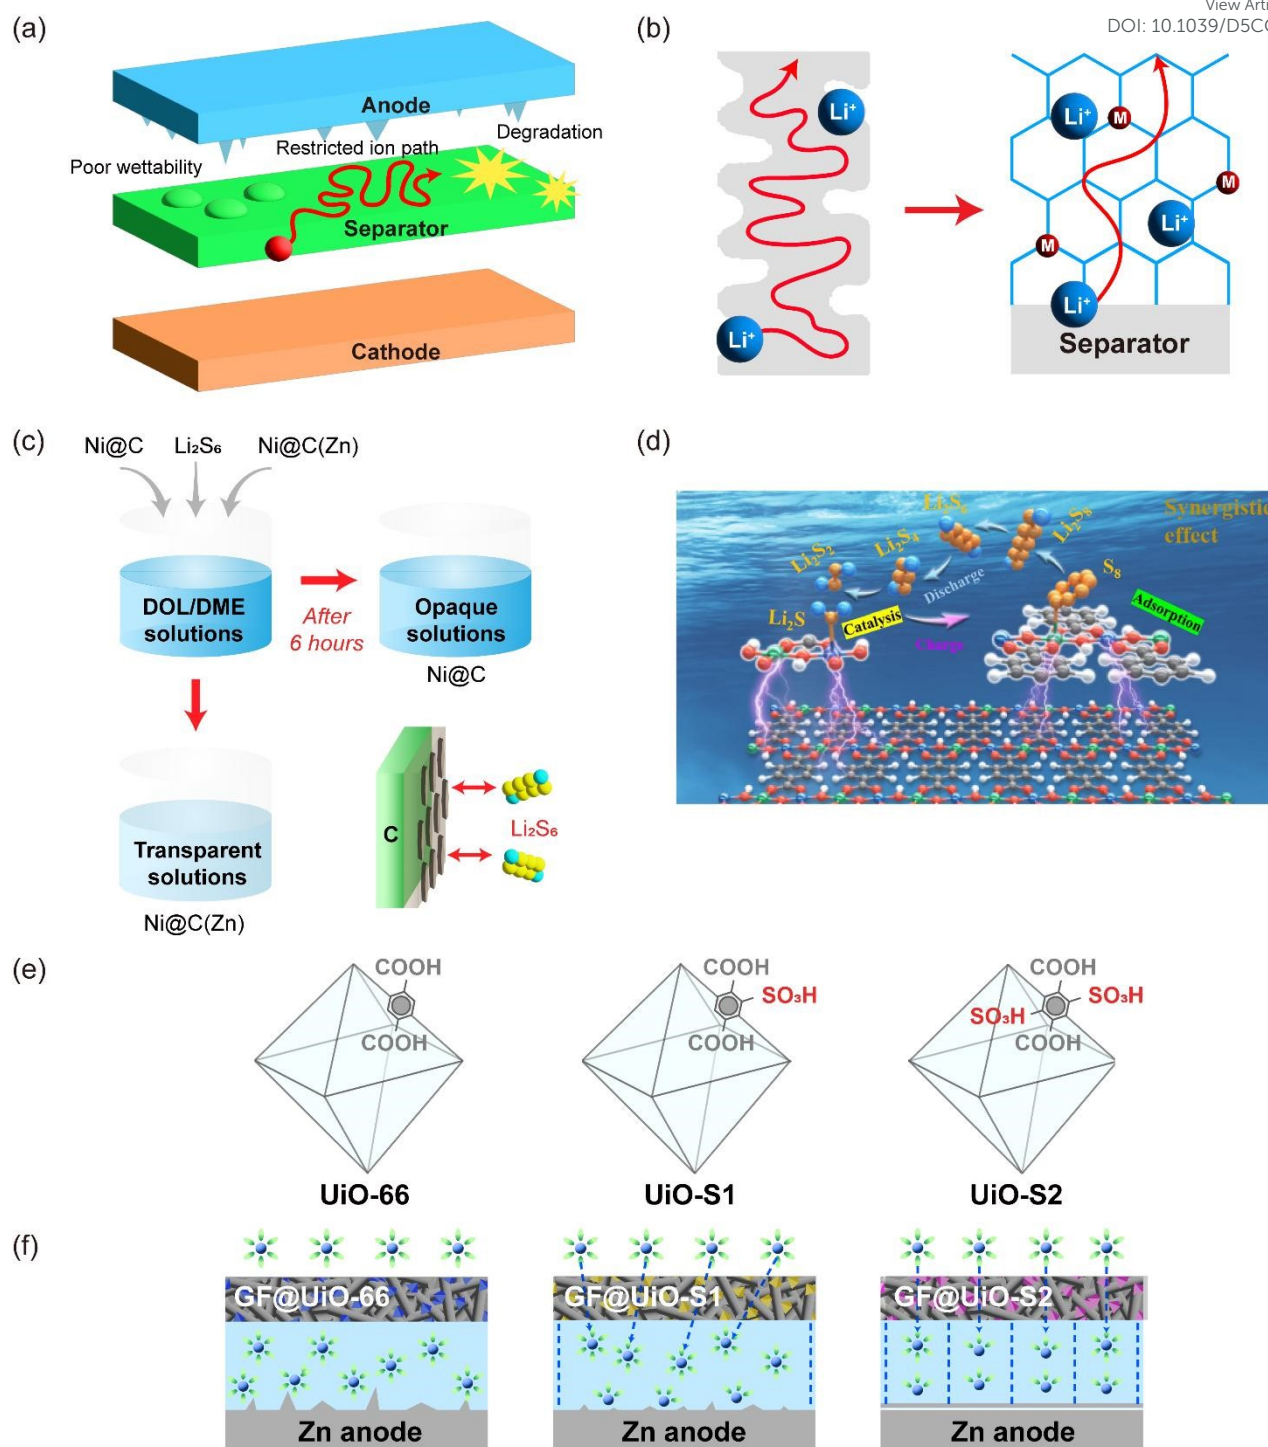 View Arti
DOI: 10.1039/D5CC
(a)
Anode
Poor wettability
Restricted ion path
Degradation
Separator
Cathode
(b)
Li⁺
Li⁺
Li⁺
M
M
Li⁺
M
Li⁺
Separator
(c)
Ni@C
Li₂S₆
Ni@C(Zn)
DOL/DME
solutions
After
6 hours
Opaque
solutions
Ni@C
Transparent
solutions
Ni@C(Zn)
C
Li₂S₆
(d)
Synergistic
effect
Li₂S₆
Li₂S₈
Li₂S₄
Li₂S₂
S₈
Discharge
Li₂S
Catalysis
Charge
Adsorption
(e)
COOH
COOH
UiO-66
COOH
SO₃H
COOH
UiO-S1
COOH
SO₃H
SO₃H
COOH
UiO-S2
(f)
GF@UiO-66
Zn anode
GF@UiO-S1
Zn anode
GF@UiO-S2
Zn anode